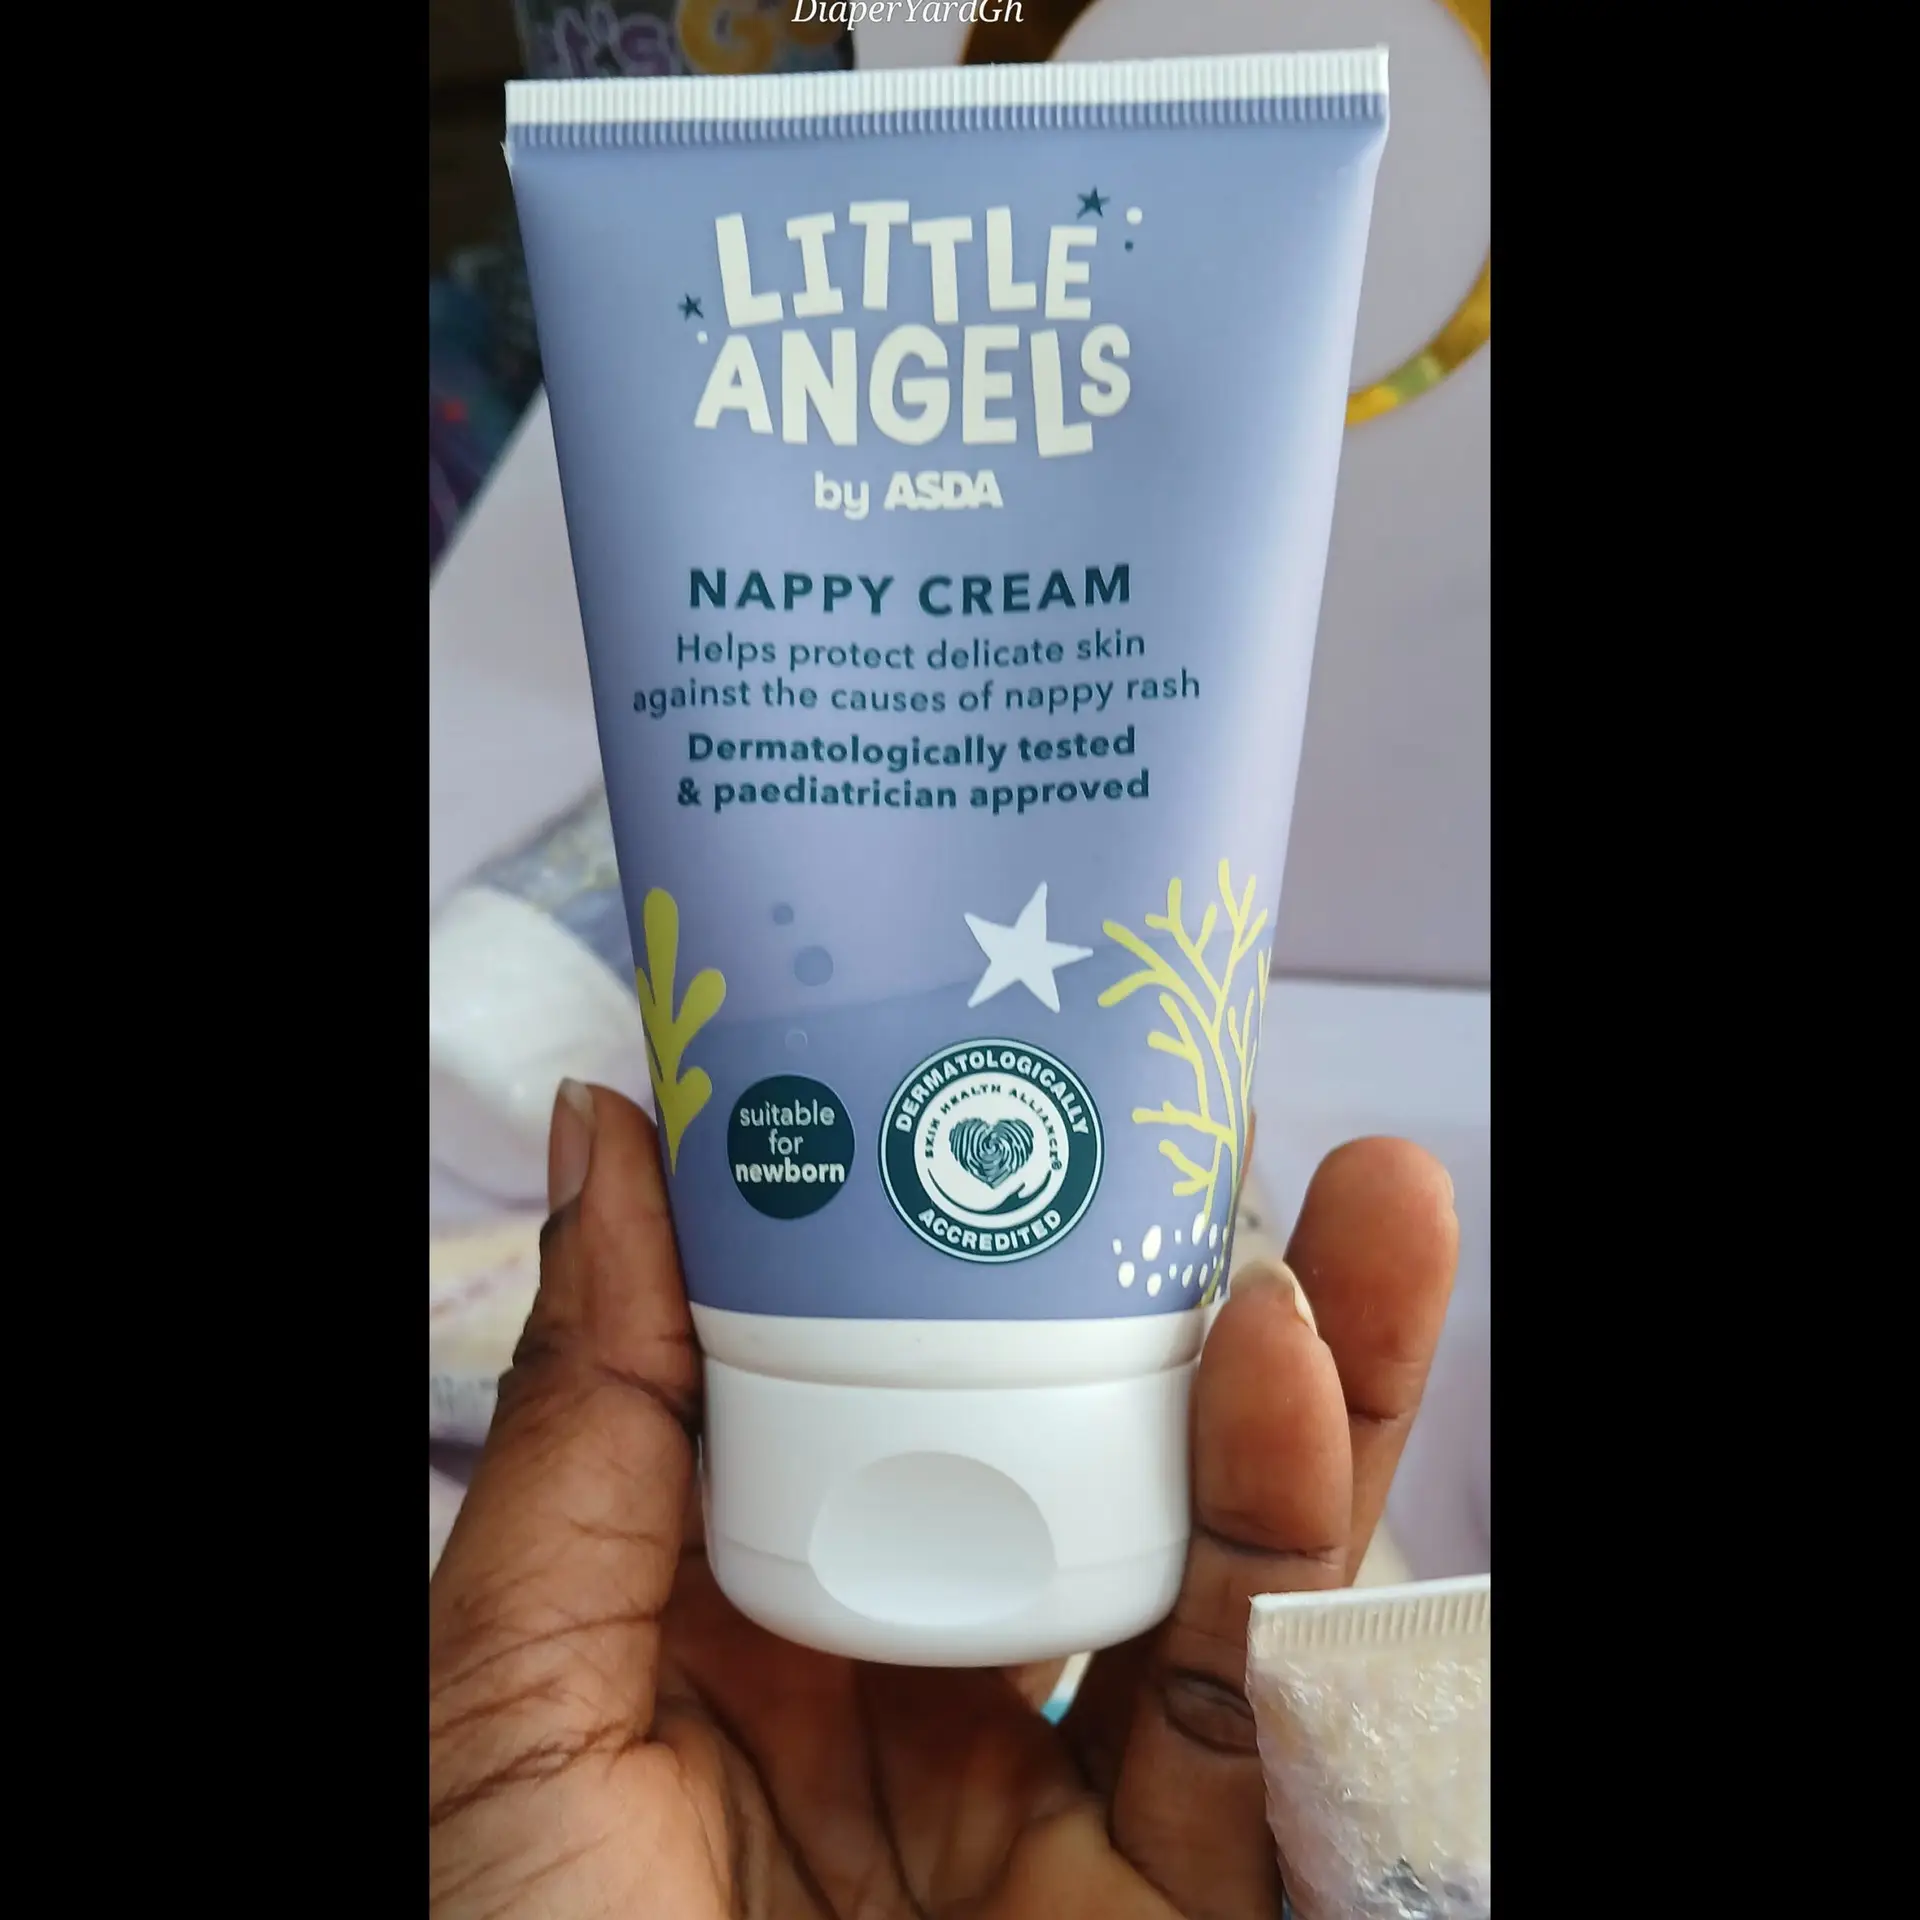 DiaperYardGh
LITTLE
ANGELS
by ASDA
NAPPY CREAM
Helps protect delicate skin
against the causes of nappy rash
Dermatologically tested
& paediatrician approved
suitable
for
newborn
DERMATOLOGICALLY
SKIN HEALTH ALLIANCE®
ACCREDITED